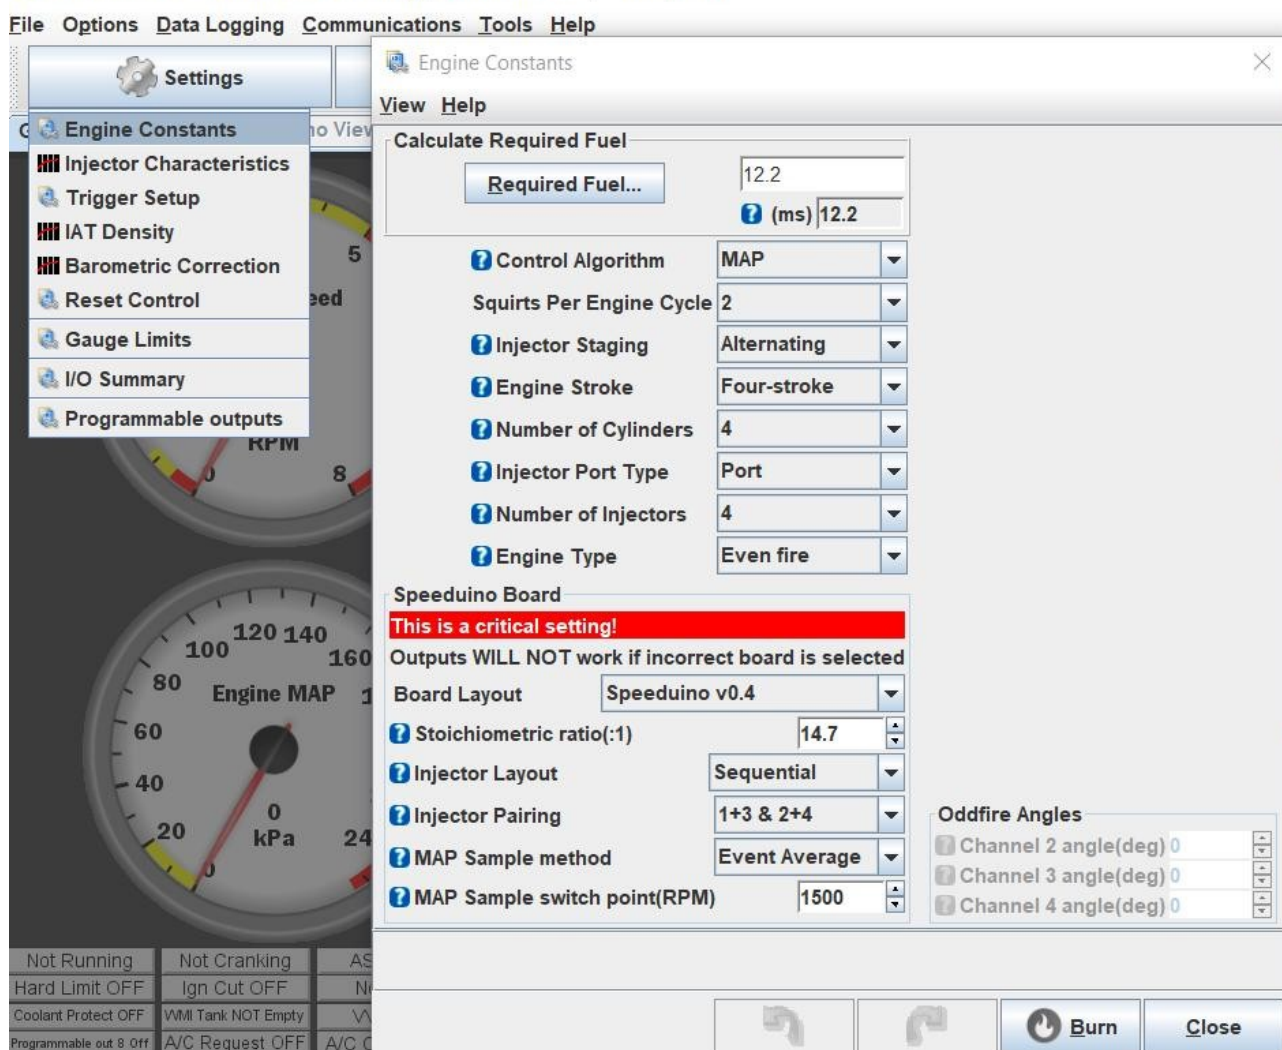 File Options Data Logging Communications Tools Help
Settings
Engine Constants
Injector Characteristics
Trigger Setup
IAT Density
Barometric Correction
Reset Control
Gauge Limits
I/O Summary
Programmable outputs
5
RPM
0
8
100 120 140
160
80
Engine MAP
60
40
20
0
0
kPa
24
Not Running Not Cranking AS
Hard Limit OFF Ign Cut OFF
Coolant Protect OFF WMI Tank NOT Empty
Programmable out 8 Off A/C Request OFF A/C
Engine Constants
View Help
Calculate Required Fuel
Required Fuel... 12.2
(ms) 12.2
Control Algorithm MAP
Squirts Per Engine Cycle 2
Injector Staging Alternating
Engine Stroke Four-stroke
Number of Cylinders 4
Injector Port Type Port
Number of Injectors 4
Engine Type Even fire
Speeduino Board
This is a critical setting!
Outputs WILL NOT work if incorrect board is selected
Board Layout Speeduino v0.4
Stoichiometric ratio(:1) 14.7
Injector Layout Sequential
Injector Pairing 1+3 & 2+4
MAP Sample method Event Average
MAP Sample switch point(RPM) 1500
Oddfire Angles
Channel 2 angle(deg) 0
Channel 3 angle(deg) 0
Channel 4 angle(deg) 0
Burn Close